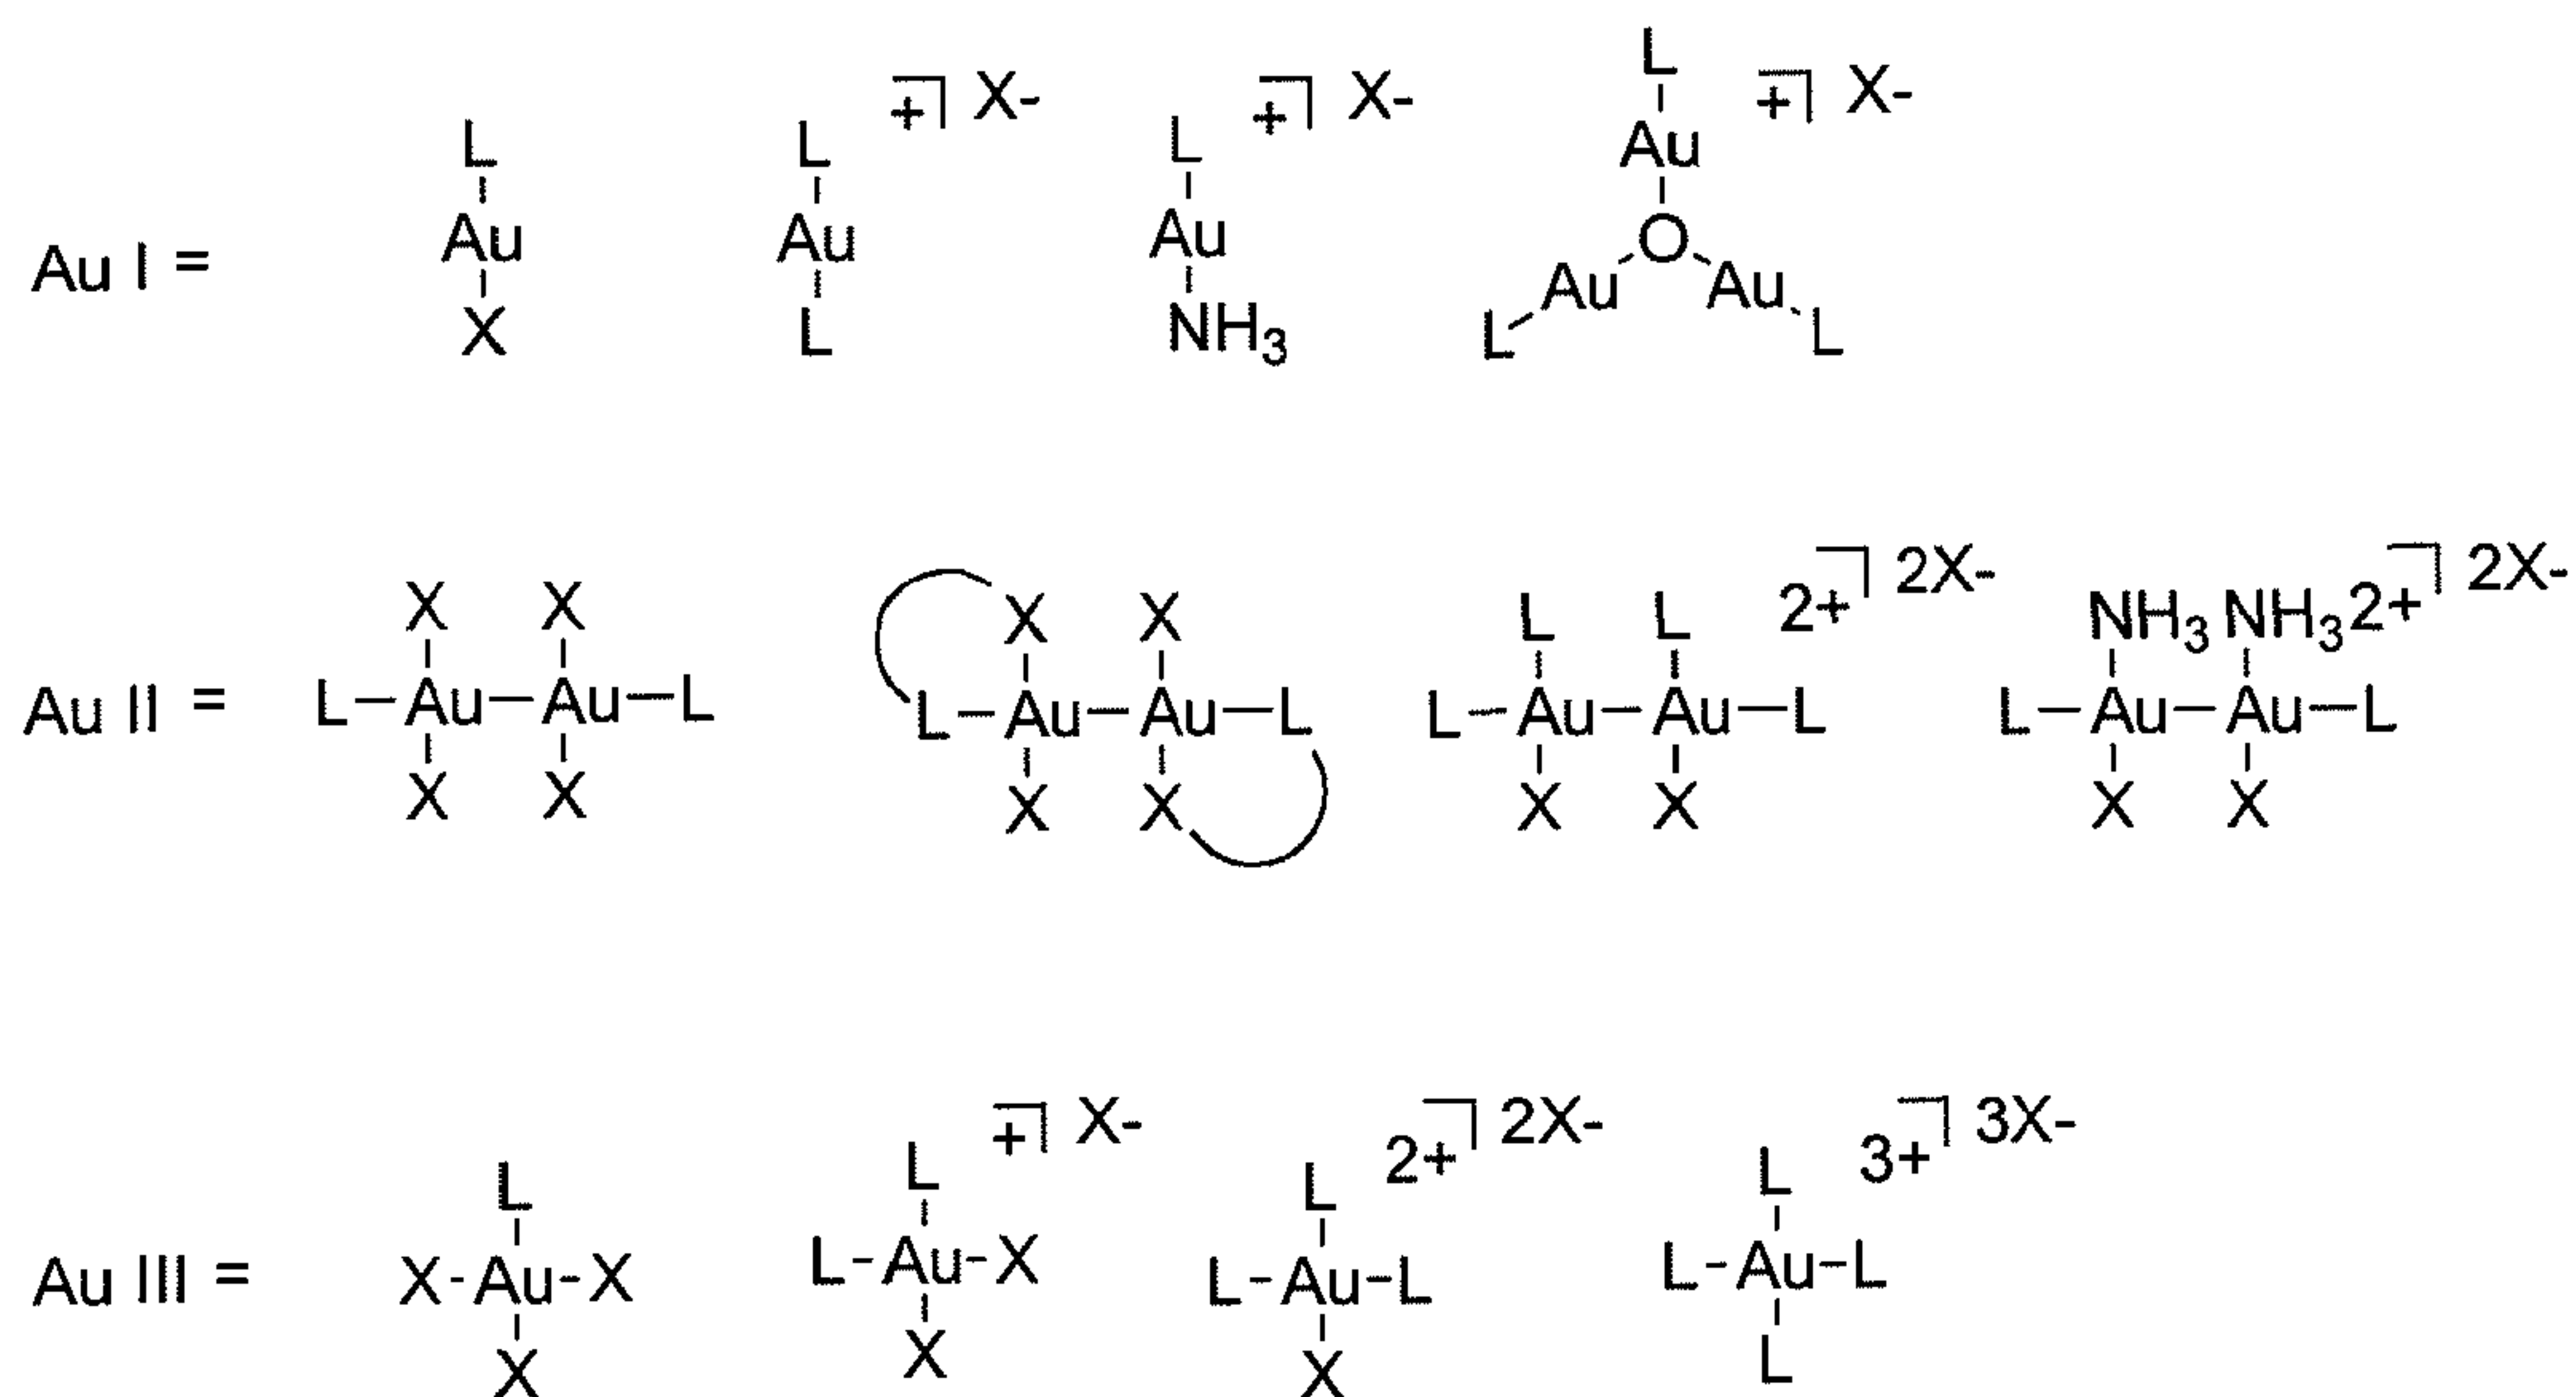 L
L L L Au
Au I = Au Au Au O
X L NH3 Au Au
L L
+ X- + X- + X-
X X X X L L 2+ 2X- NH3 NH3 2+ 2X-
Au II = L Au Au L L Au Au L L Au Au L L Au Au L
X X X X X X X X
L L + X- L 2+ 2X- L 3+ 3X-
Au III = X Au X L Au X L Au L L Au L
X X X L